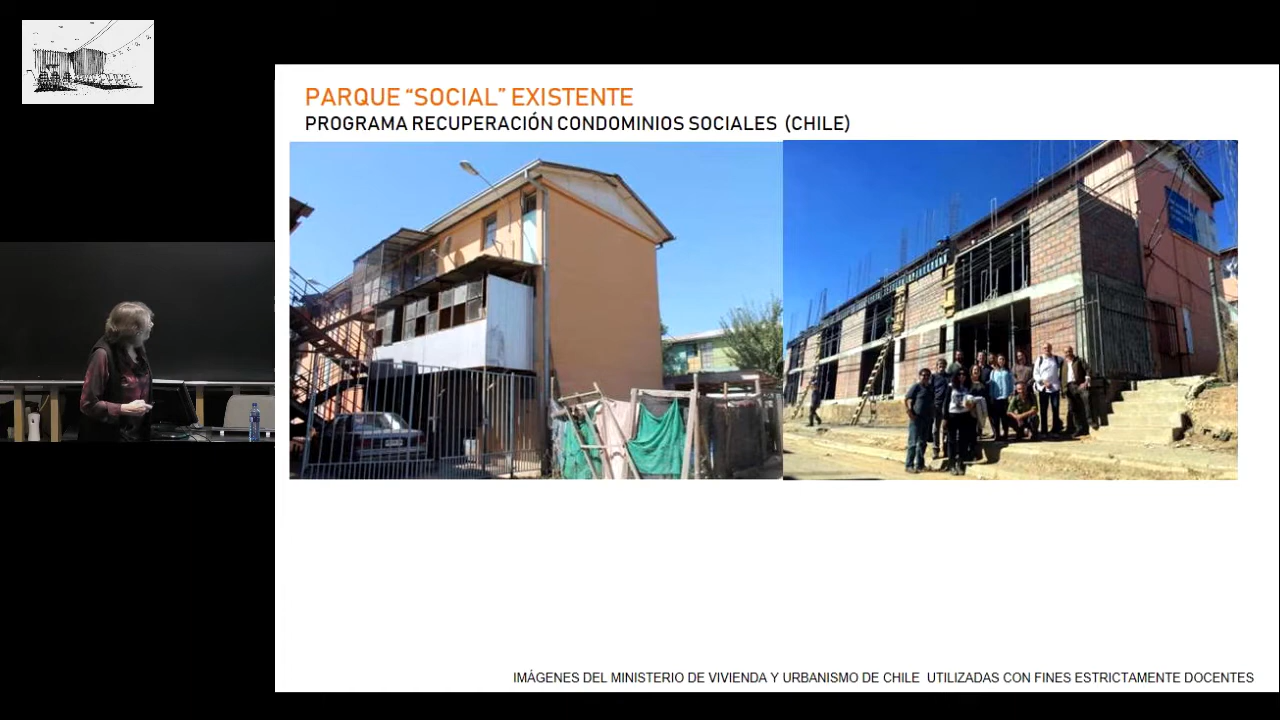 PARQUE “SOCIAL” EXISTENTE
PROGRAMA RECUPERACIÓN CONDOMINIOS SOCIALES (CHILE)
IMÁGENES DEL MINISTERIO DE VIVIENDA Y URBANISMO DE CHILE UTILIZADAS CON FINES ESTRICTAMENTE DOCENTES